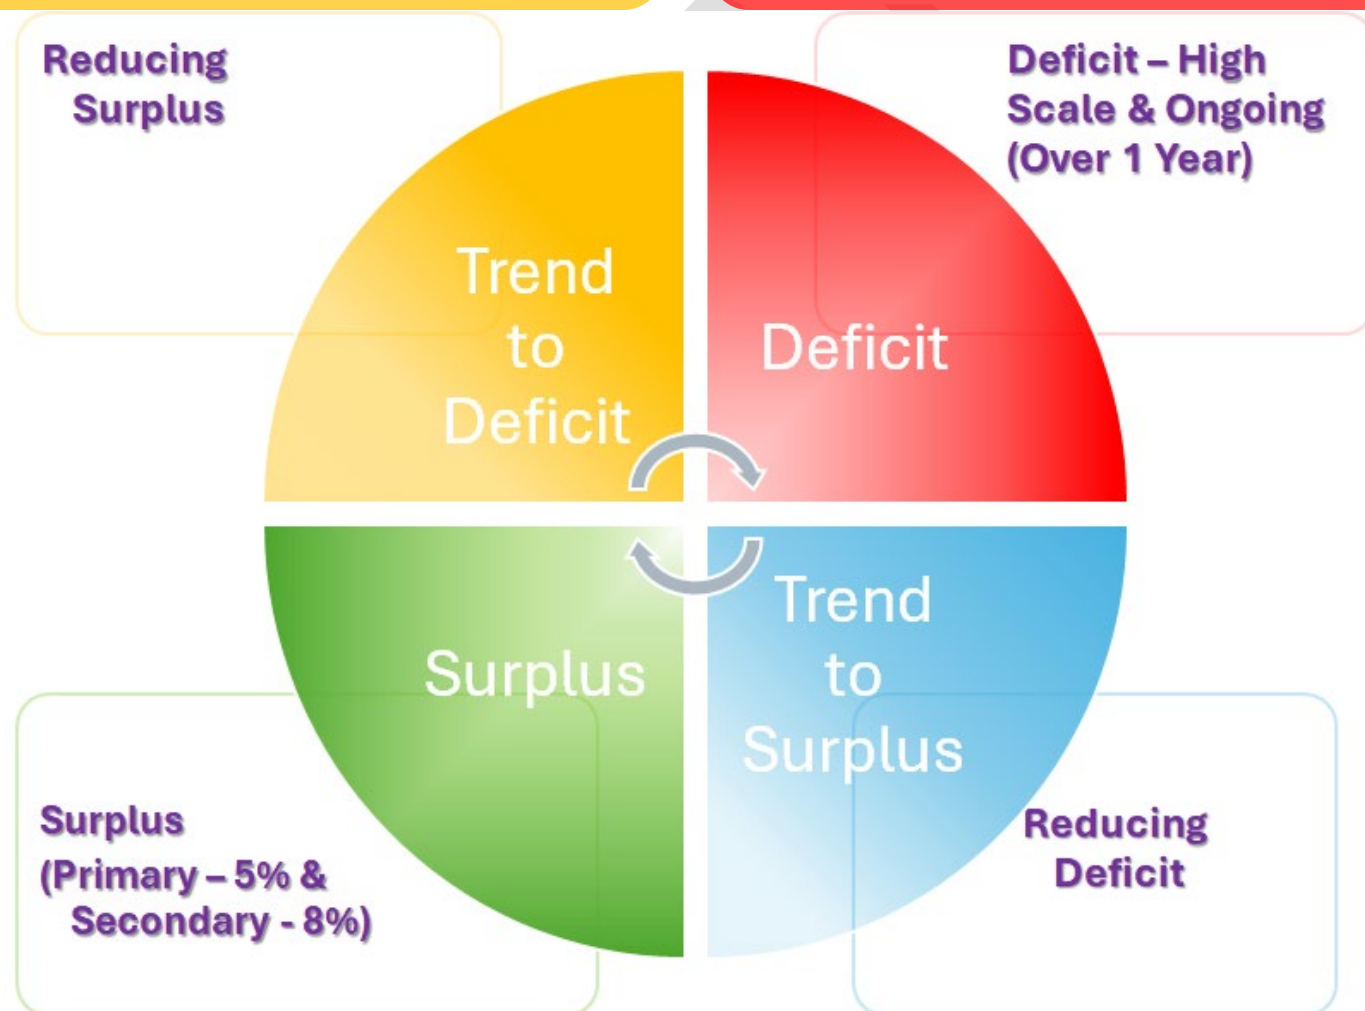 Reducing
Surplus
Deficit – High
Scale & Ongoing
(Over 1 Year)
Trend
to
Deficit
Deficit
Surplus
Trend
to
Surplus
Surplus
(Primary – 5% &
Secondary - 8%)
Reducing
Deficit